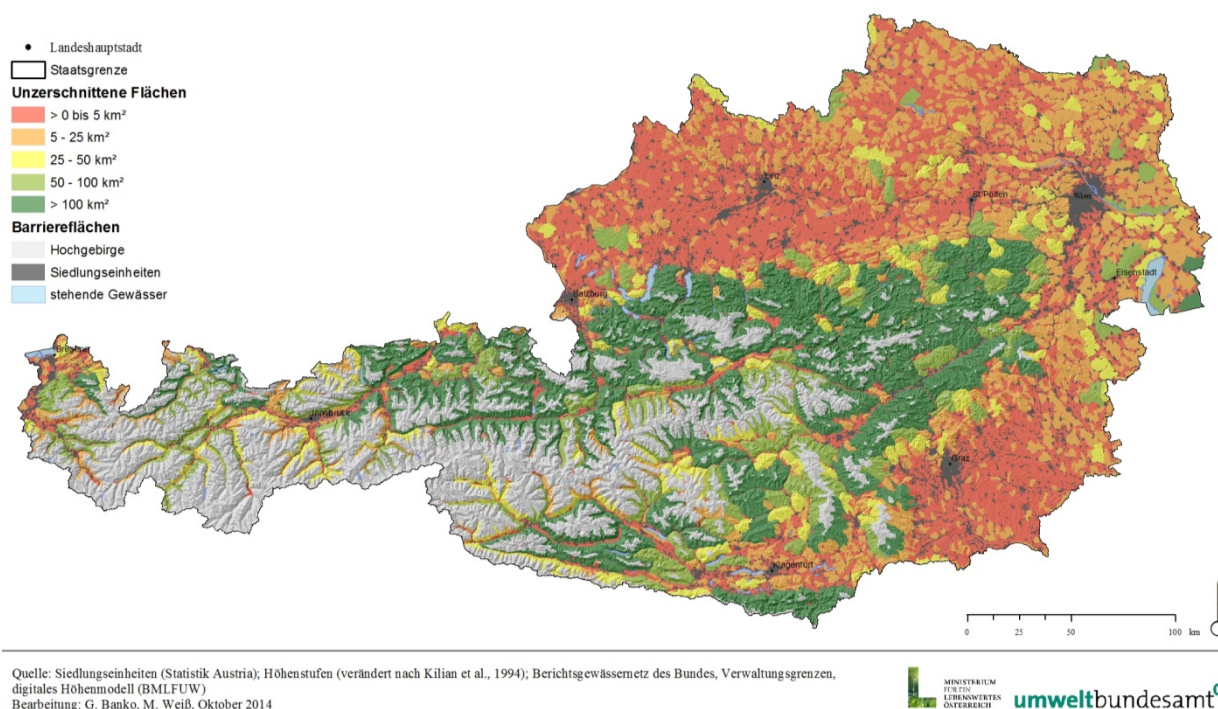 Landeshauptstadt
Staatsgrenze
Unzerschnittene Flächen
> 0 bis 5 km²
5 - 25 km²
25 - 50 km²
50 - 100 km²
> 100 km²
Barriereflächen
Hochgebirge
Siedlungseinheiten
stehende Gewässer
Linz
St.Pölten
Wien
Eisenstadt
Salzburg
Bregenz
Innsbruck
Graz
Klagenfurt
0 25 50 100 km
Quelle: Siedlungseinheiten (Statistik Austria); Höhenstufen (verändert nach Kilian et al., 1994); Berichtsgewässernetz des Bundes, Verwaltungsgrenzen,
digitales Höhenmodell (BMLFUW)
Bearbeitung: G. Banko, M. Weiß, Oktober 2014
MINISTERIUM
FÜR EIN
LEBENSWERTES
ÖSTERREICH
umweltbundesamt